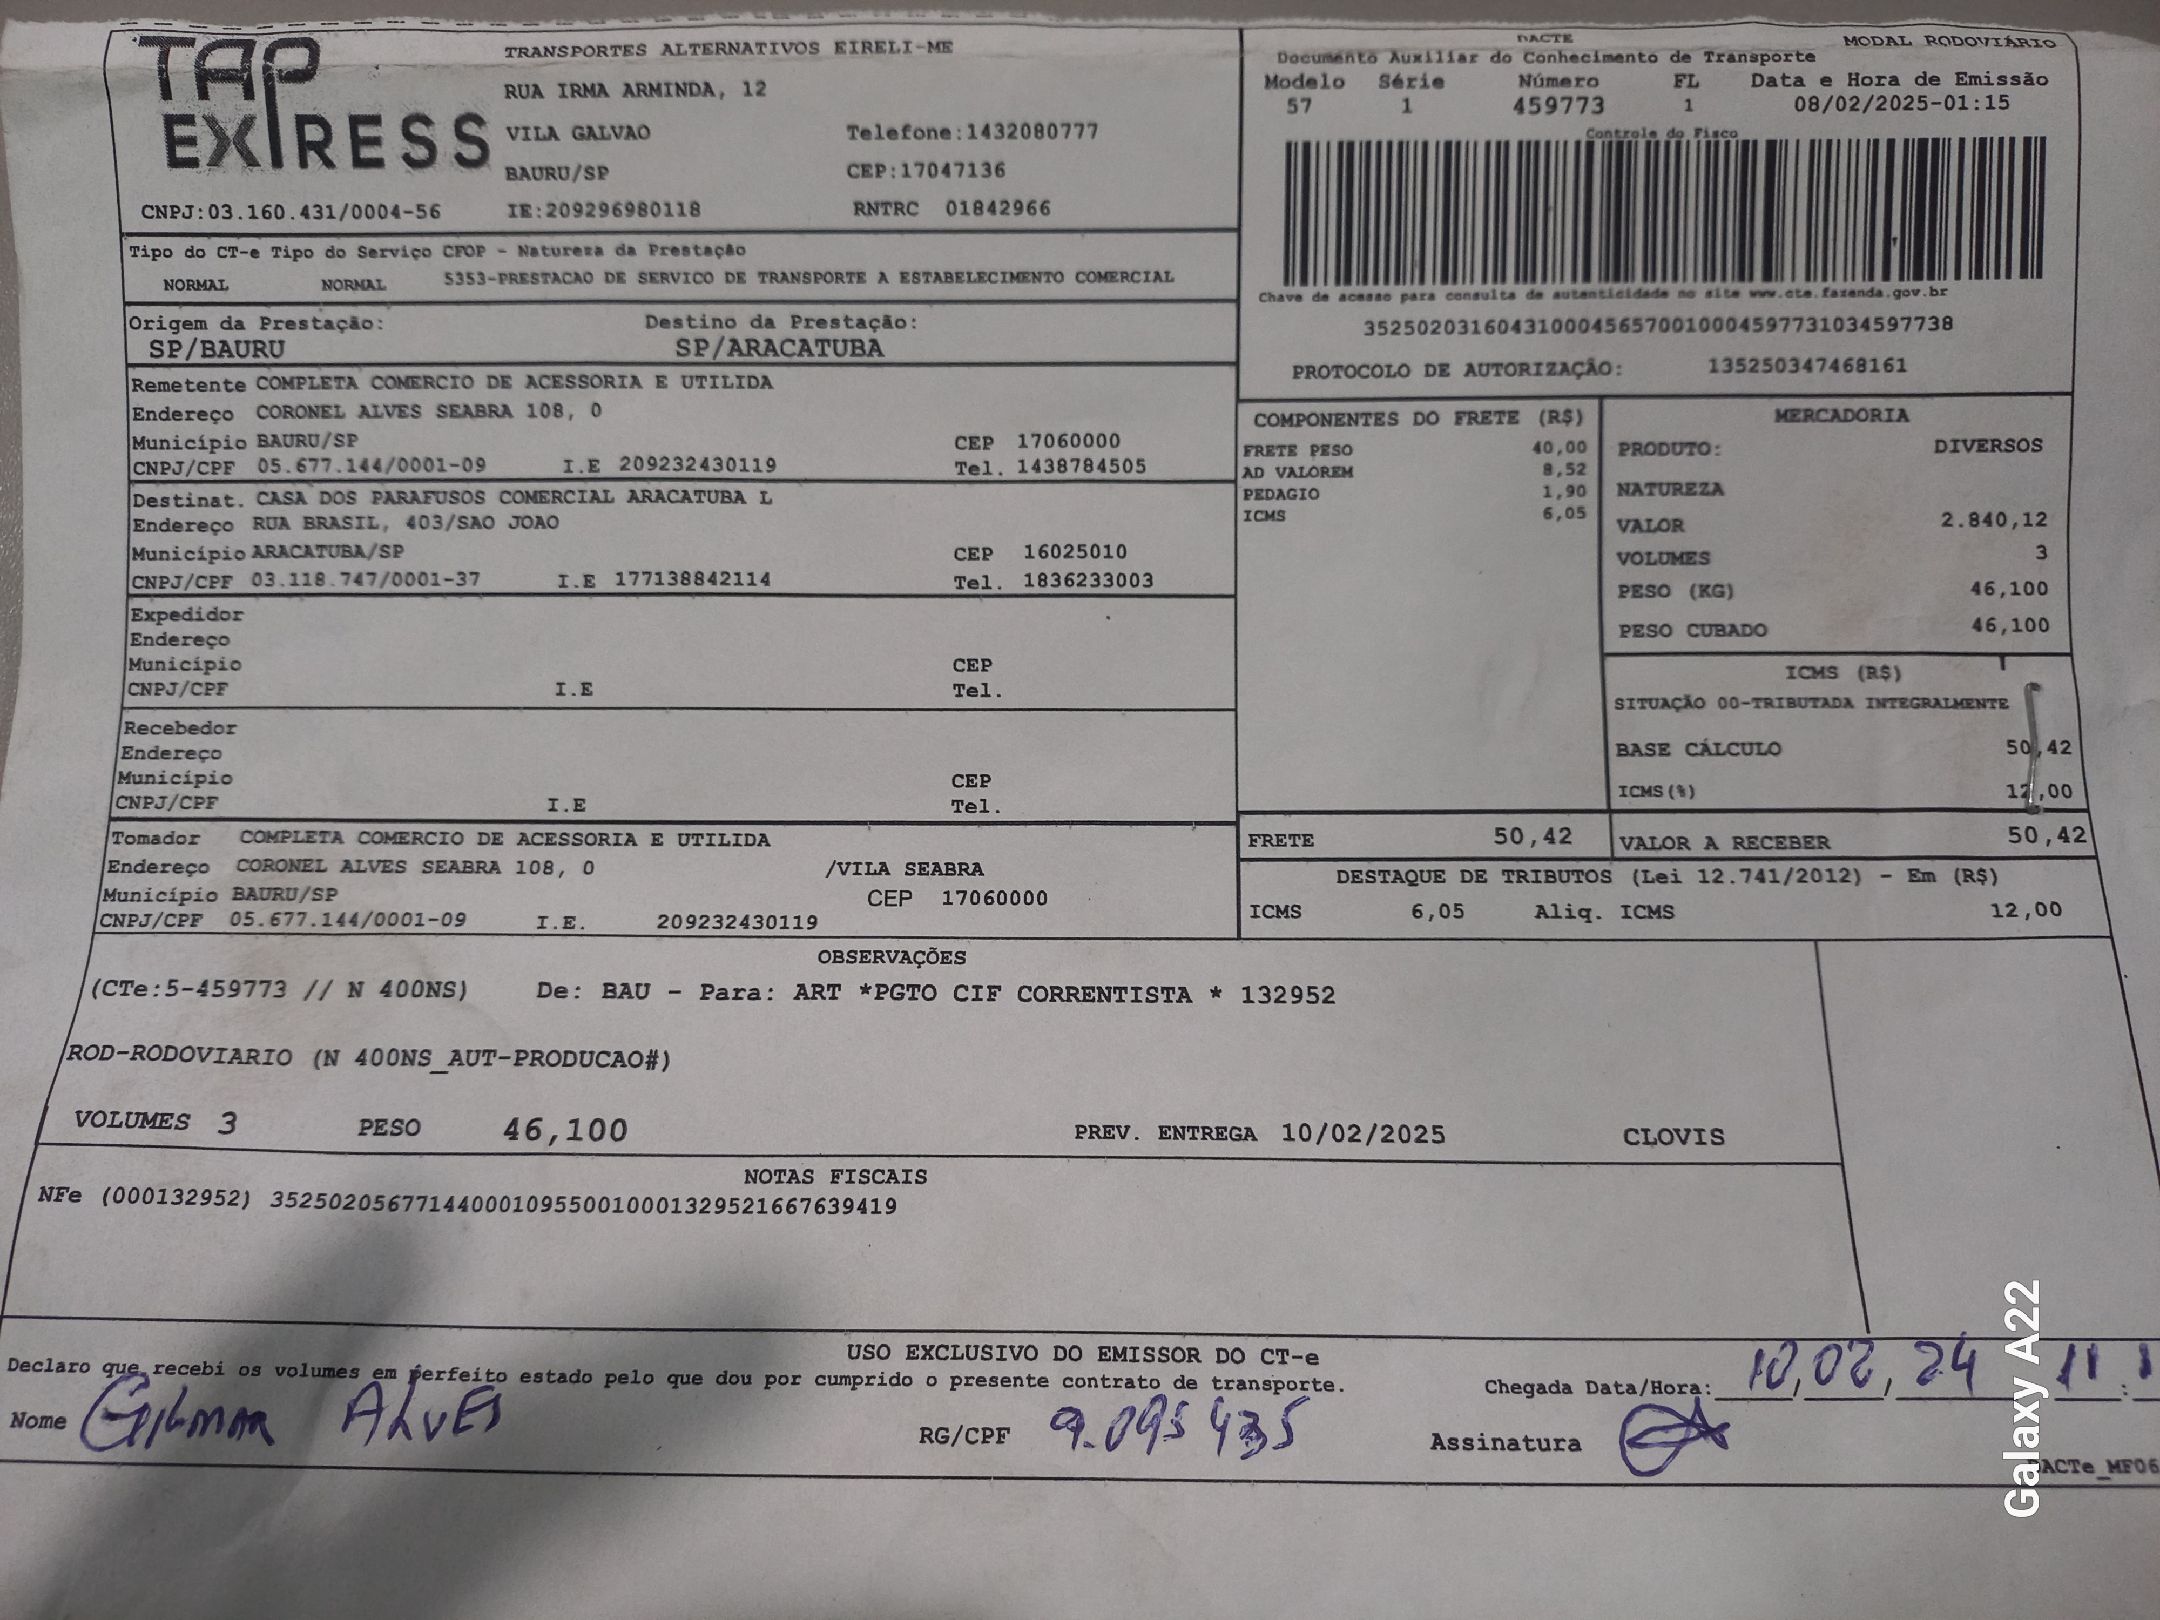 TAP EXPRESS
TRANSPORTES ALTERNATIVOS EIRELI-ME
RUA IRMA ARMINDA, 12
VILA GALVAO Telefone:1432080777
BAURU/SP CEP:17047136
CNPJ:03.160.431/0004-56 IE:209296980118 RNTRC 01842966
DACTE MODAL RODOVIÁRIO
Documento Auxiliar do Conhecimento de Transporte
Modelo Série Número FL Data e Hora de Emissão
57 1 459773 1 08/02/2025-01:15
Controle do Fisco
Chave de acesso para consulta de autenticidade no site www.cte.fazenda.gov.br
35250203160431000456570010004597731034597738
PROTOCOLO DE AUTORIZAÇÃO: 135250347468161
Tipo do CT-e Tipo do Serviço CFOP - Natureza da Prestação
NORMAL NORMAL 5353-PRESTACAO DE SERVICO DE TRANSPORTE A ESTABELECIMENTO COMERCIAL
Origem da Prestação: Destino da Prestação:
SP/BAURU SP/ARACATUBA
Remetente COMPLETA COMERCIO DE ACESSORIA E UTILIDA
Endereço CORONEL ALVES SEABRA 108, 0
Município BAURU/SP CEP 17060000
CNPJ/CPF 05.677.144/0001-09 I.E 209232430119 Tel. 1438784505
Destinat. CASA DOS PARAFUSOS COMERCIAL ARACATUBA L
Endereço RUA BRASIL, 403/SAO JOAO
Município ARACATUBA/SP CEP 16025010
CNPJ/CPF 03.118.747/0001-37 I.E 177138842114 Tel. 1836233003
Expedidor
Endereço
Município CEP
CNPJ/CPF I.E Tel.
Recebedor
Endereço
Município CEP
CNPJ/CPF I.E Tel.
Tomador COMPLETA COMERCIO DE ACESSORIA E UTILIDA
Endereço CORONEL ALVES SEABRA 108, 0 /VILA SEABRA
Município BAURU/SP CEP 17060000
CNPJ/CPF 05.677.144/0001-09 I.E. 209232430119
COMPONENTES DO FRETE (R$)
FRETE PESO 40,00
AD VALOREM 8,52
PEDAGIO 1,90
ICMS 6,05
MERCADORIA
PRODUTO: DIVERSOS
NATUREZA
VALOR 2.840,12
VOLUMES 3
PESO (KG) 46,100
PESO CUBADO 46,100
ICMS (R$)
SITUAÇÃO 00-TRIBUTADA INTEGRALMENTE
BASE CÁLCULO 50,42
ICMS(%) 12,00
FRETE 50,42 VALOR A RECEBER 50,42
DESTAQUE DE TRIBUTOS (Lei 12.741/2012) - Em (R$)
ICMS 6,05 Aliq. ICMS 12,00
OBSERVAÇÕES
(CTe:5-459773 // N 400NS) De: BAU - Para: ART *PGTO CIF CORRENTISTA * 132952
ROD-RODOVIARIO (N 400NS_AUT-PRODUCAO#)
VOLUMES 3 PESO 46,100 PREV. ENTREGA 10/02/2025 CLOVIS
NOTAS FISCAIS
NFe (000132952) 35250205677144000109550010001329521667639419
USO EXCLUSIVO DO EMISSOR DO CT-e
Declaro que recebi os volumes em perfeito estado pelo que dou por cumprido o presente contrato de transporte.
Chegada Data/Hora: 10/02/24 11:1
Nome Gilmar Alves RG/CPF 9.095435 Assinatura
ACTe_MF06
Galaxy A22